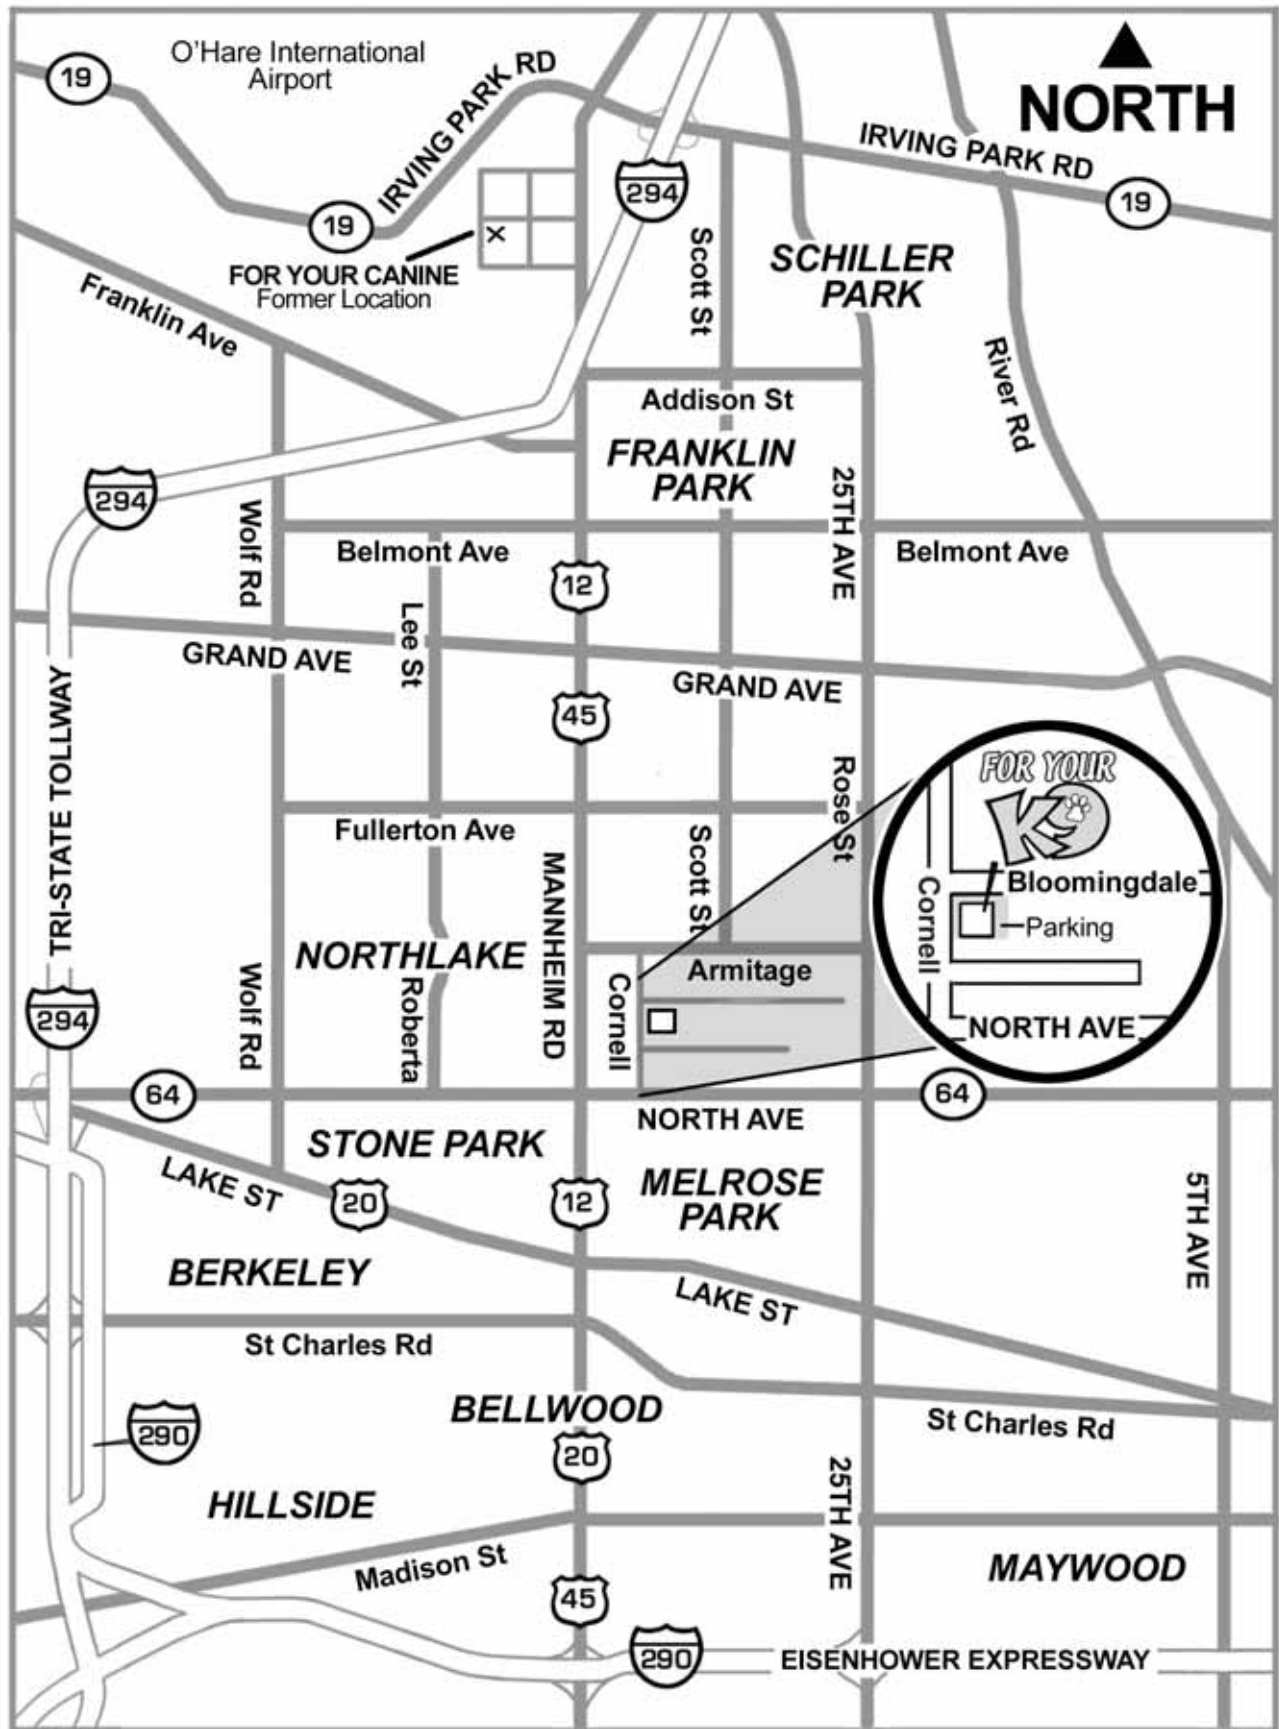 O'Hare International
Airport
NORTH
19
IRVING PARK RD
IRVING PARK RD
294
19
19
FOR YOUR CANINE
Former Location
Scott St
SCHILLER
PARK
Franklin Ave
River Rd
Addison St
FRANKLIN
PARK
294
25TH AVE
Wolf Rd
Belmont Ave
Belmont Ave
12
Lee St
GRAND AVE
GRAND AVE
45
TRI-STATE TOLLWAY
Rose St
FOR YOUR
K9
Fullerton Ave
Scott St
MANNHEIM RD
Bloomingdale
Cornell
Parking
NORTHLAKE
Armitage
Wolf Rd
Roberta
Cornell
294
NORTH AVE
64
64
NORTH AVE
STONE PARK
LAKE ST
20
12
MELROSE
PARK
5TH AVE
BERKELEY
LAKE ST
St Charles Rd
BELLWOOD
St Charles Rd
290
20
25TH AVE
HILLSIDE
Madison St
MAYWOOD
45
290
EISENHOWER EXPRESSWAY